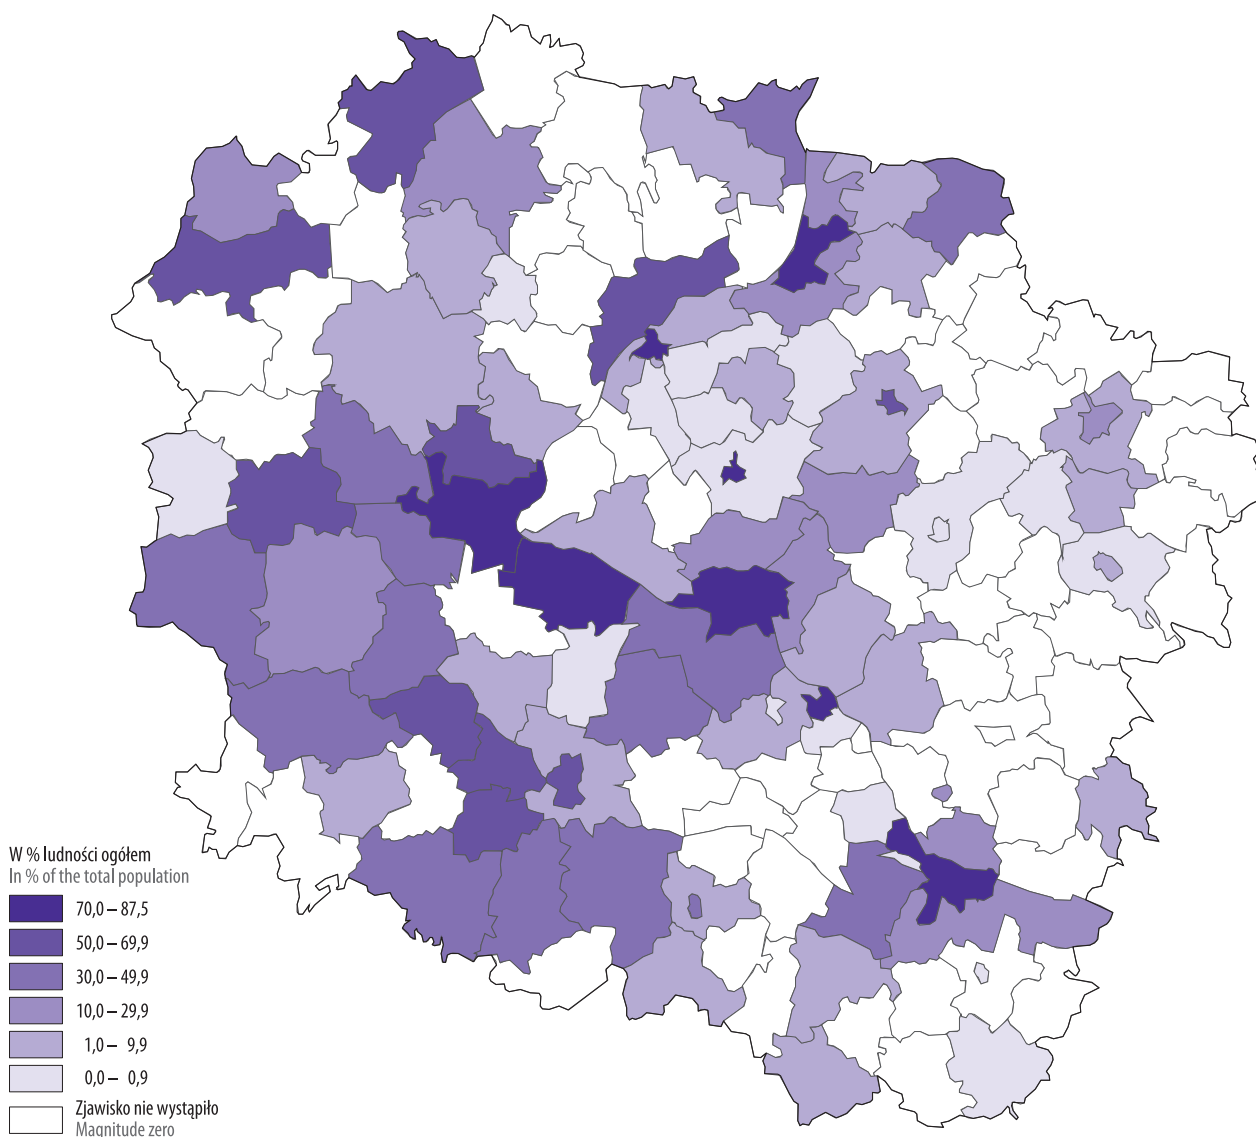 W % ludności ogółem
In % of the total population
70,0 – 87,5
50,0 – 69,9
30,0 – 49,9
10,0 – 29,9
1,0 – 9,9
0,0 – 0,9
Zjawisko nie wystąpiło
Magnitude zero